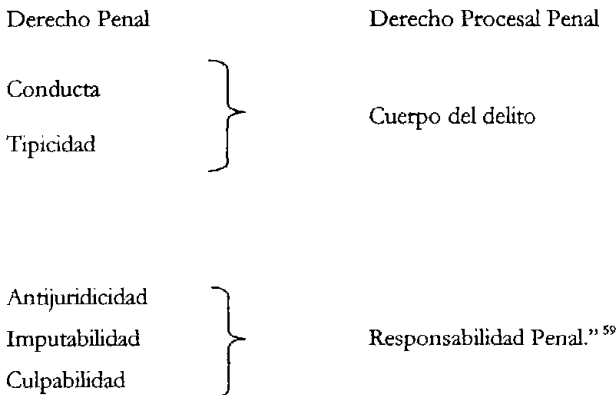 Derecho Penal Derecho Procesal Penal
Conducta
Cuerpo del delito
Tipicidad
Antijuridicidad
Imputabilidad Responsabilidad Penal.” 59
Culpabilidad